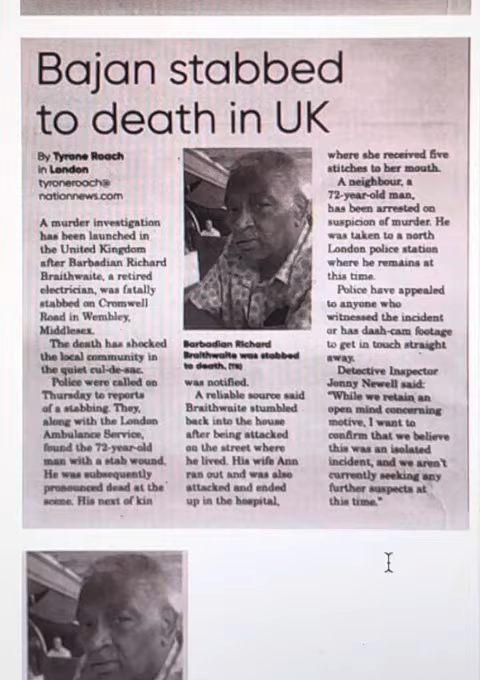 Bajan stabbed
to death in UK
By Tyrone Roach
in London
tyroneroach@
nationnews.com
A murder investigation
has been launched in
the United Kingdom
after Barbadian Richard
Braithwaite, a retired
electrician, was fatally
stabbed on Cromwell
Road in Wembley,
Middlesex.
The death has shocked
the local community in
the quiet cul-de-sac.
Police were called on
Thursday to reports
of a stabbing. They,
along with the London
Ambulance Service,
found the 72-year-old
man with a stab wound.
He was subsequently
pronounced dead at the
scene. His next of kin
Barbadian Richard
Braithwaite was stabbed
to death. (TR)
was notified.
A reliable source said
Braithwaite stumbled
back into the house
after being attacked
on the street where
he lived. His wife Ann
ran out and was also
attacked and ended
up in the hospital,
where she received five
stitches to her mouth.
A neighbour, a
72-year-old man,
has been arrested on
suspicion of murder. He
was taken to a north
London police station
where he remains at
this time.
Police have appealed
to anyone who
witnessed the incident
or has dash-cam footage
to get in touch straight
away.
Detective Inspector
Jonny Newell said:
"While we retain an
open mind concerning
motive, I want to
confirm that we believe
this was an isolated
incident, and we aren't
currently seeking any
further suspects at
this time."